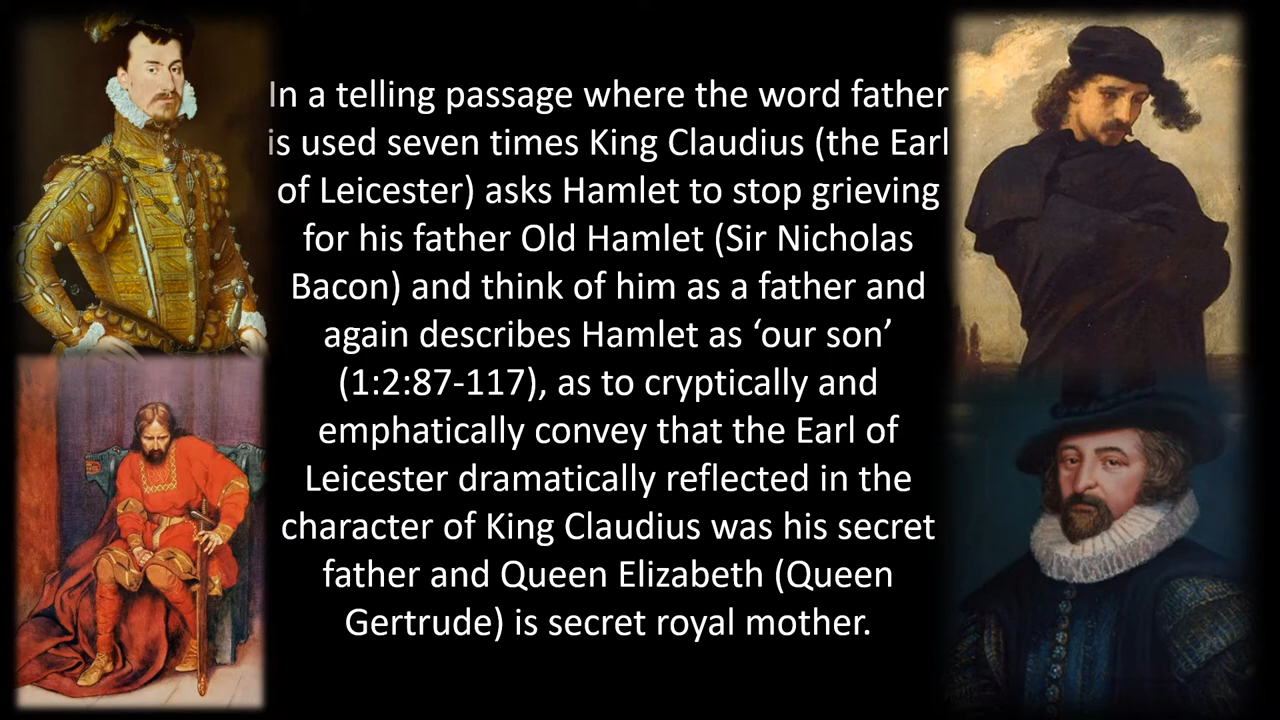 In a telling passage where the word father
is used seven times King Claudius (the Earl
of Leicester) asks Hamlet to stop grieving
for his father Old Hamlet (Sir Nicholas
Bacon) and think of him as a father and
again describes Hamlet as ‘our son’
(1:2:87-117), as to cryptically and
emphatically convey that the Earl of
Leicester dramatically reflected in the
character of King Claudius was his secret
father and Queen Elizabeth (Queen
Gertrude) is secret royal mother.